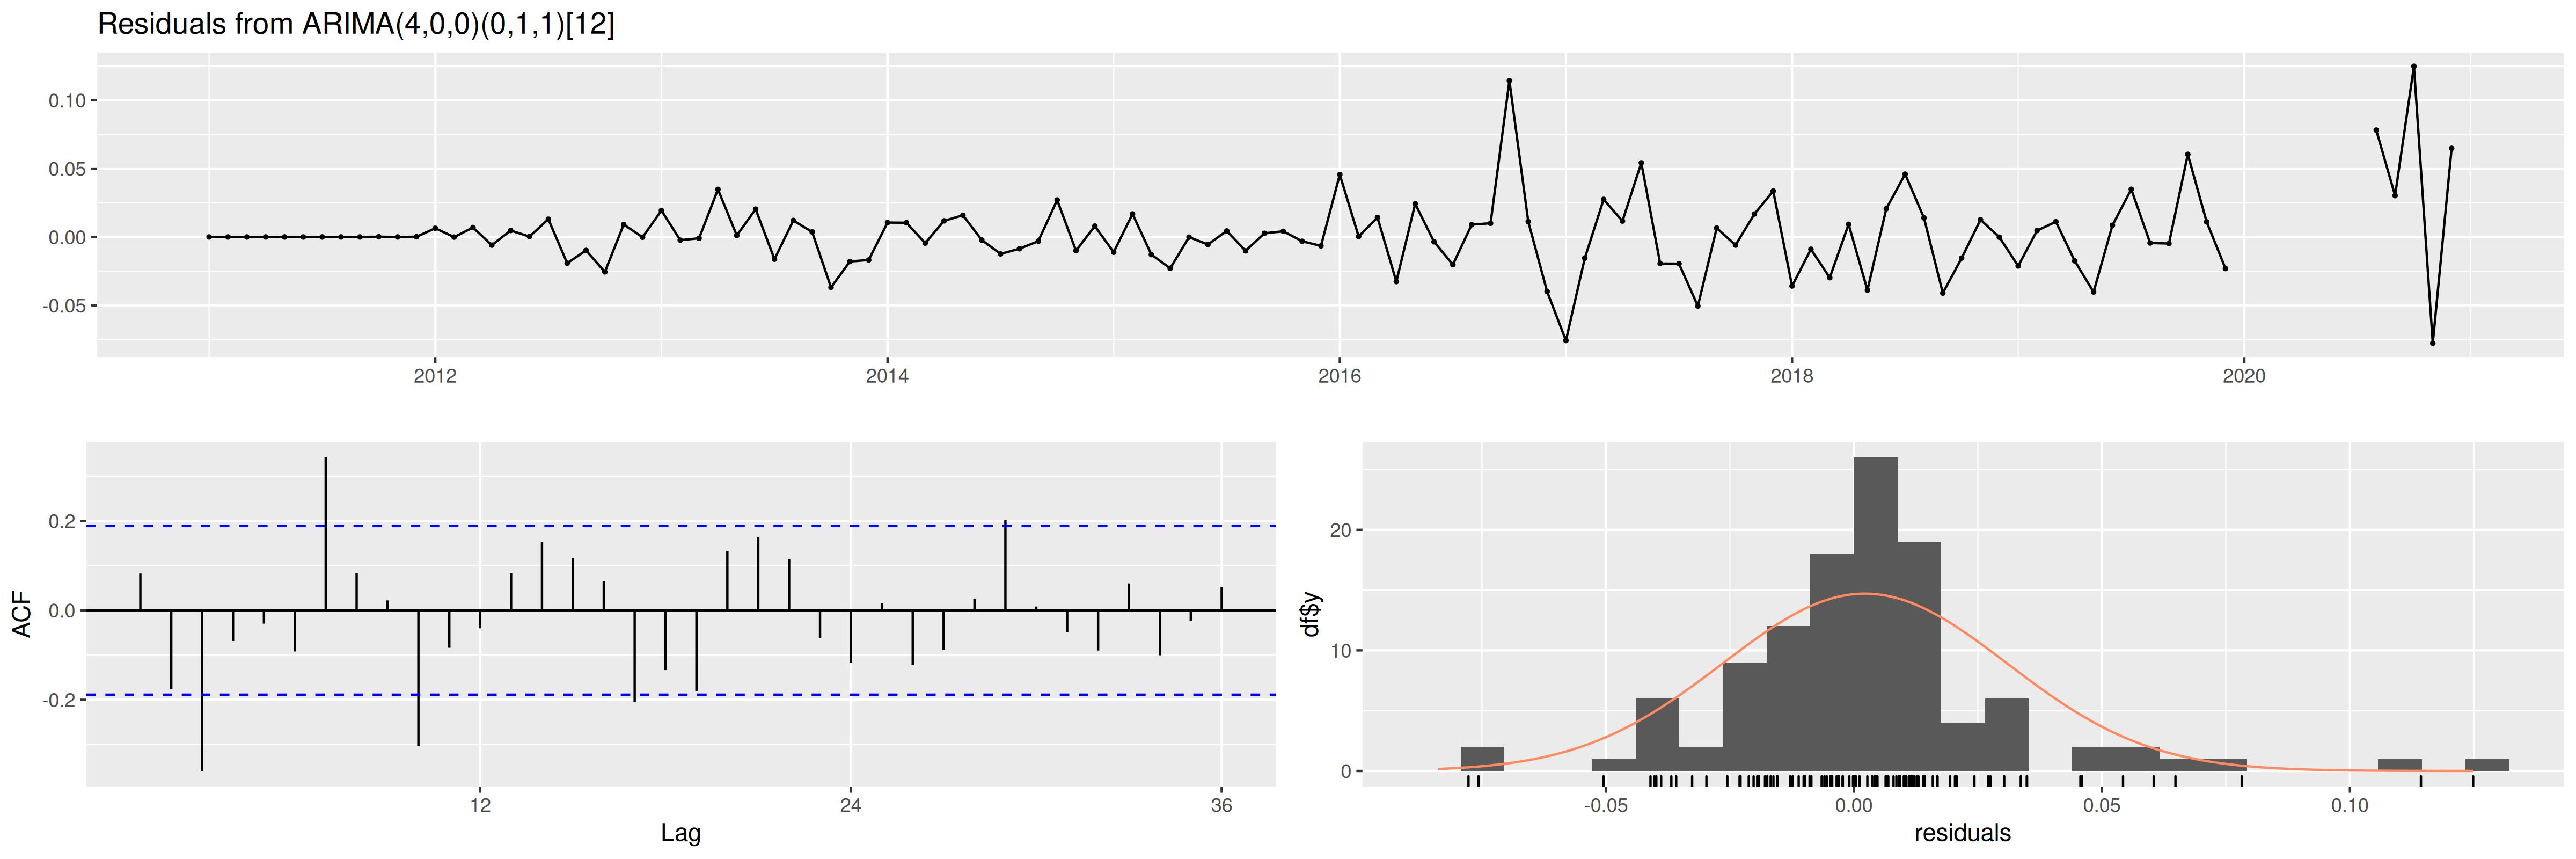 Residuals from ARIMA(4,0,0)(0,1,1)[12]
0.10
0.05
0.00
-0.05
2012 2014 2016 2018 2020
ACF
0.2
0.0
-0.2
12 24 36
Lag
df$y
20
10
0
-0.05 0.00 0.05 0.10
residuals